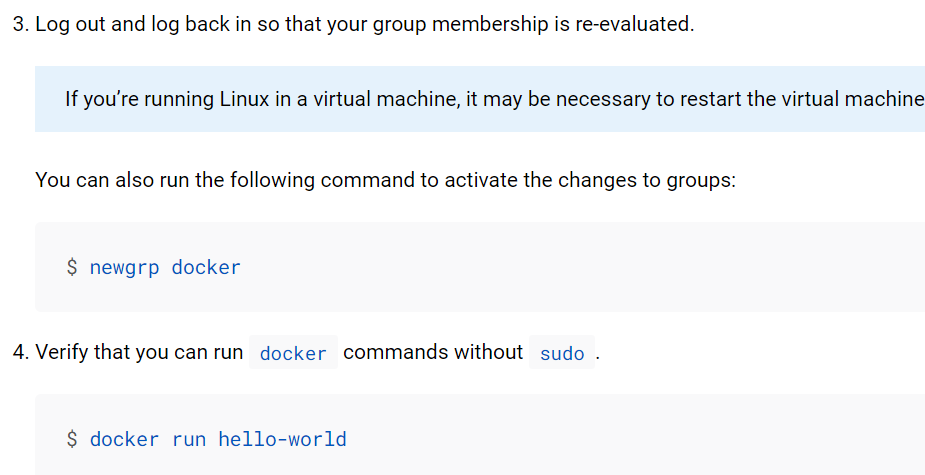 3. Log out and log back in so that your group membership is re-evaluated.
If you’re running Linux in a virtual machine, it may be necessary to restart the virtual machine
You can also run the following command to activate the changes to groups:
$ newgrp docker
4. Verify that you can run docker commands without sudo .
$ docker run hello-world